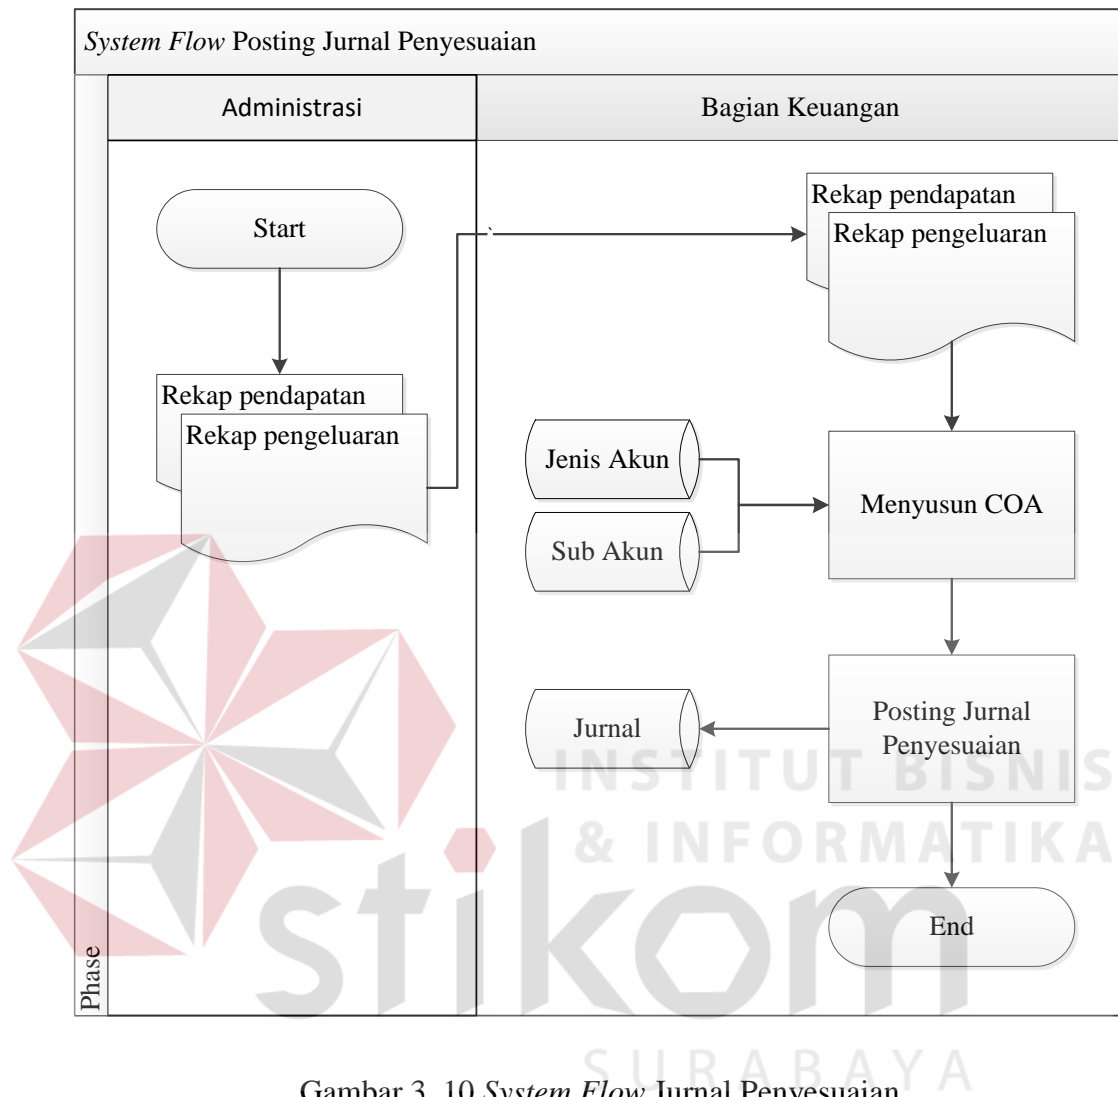 System Flow Posting Jurnal Penyesuaian
Administrasi
Bagian Keuangan
Start
Rekap pendapatan
Rekap pengeluaran
Rekap pendapatan
Rekap pengeluaran
Jenis Akun
Sub Akun
Menyusun COA
Posting Jurnal
Penyesuaian
Jurnal
End
Phase
INSTITUT BISNIS
& INFORMATIKA
stikom
SURABAYA
Gambar 3. 10 System Flow Jurnal Penyesuaian